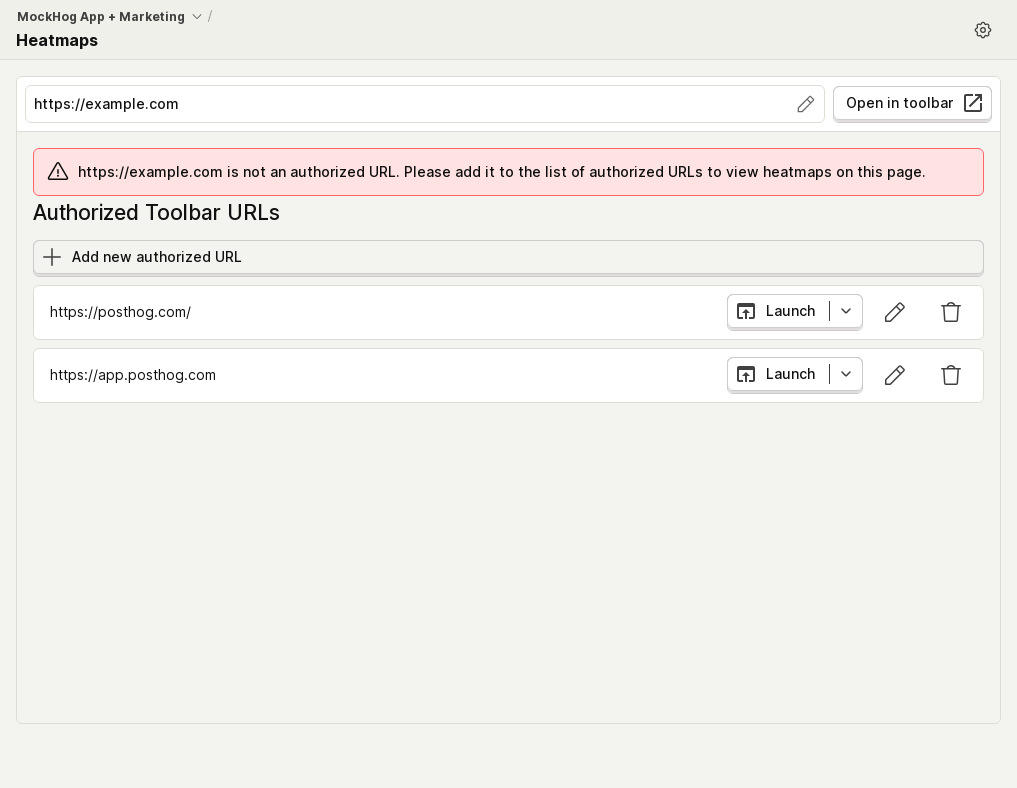 MockHog App + Marketing /
Heatmaps
https://example.com
Open in toolbar
https://example.com is not an authorized URL. Please add it to the list of authorized URLs to view heatmaps on this page.
Authorized Toolbar URLs
Add new authorized URL
https://posthog.com/
Launch
https://app.posthog.com
Launch